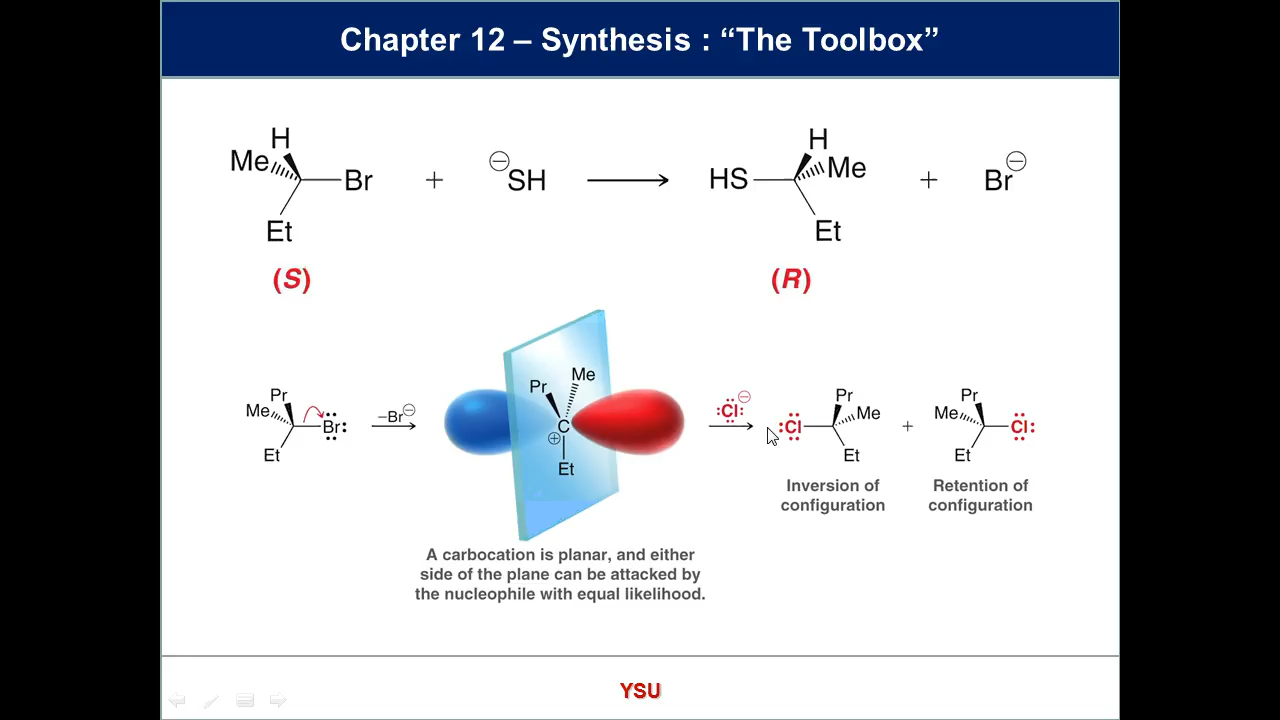 Chapter 12 – Synthesis : “The Toolbox”
H
Me
Br
Et
+
⊖
SH
H
HS
Me
Et
+
Br⊖
(S)
(R)
Pr
Me
Br
Et
–Br⊖
Pr
Me
C
⊕
Et
Cl⊖
Pr
Cl
Me
Et
+
Pr
Me
Cl
Et
Inversion of
configuration
Retention of
configuration
A carbocation is planar, and either
side of the plane can be attacked by
the nucleophile with equal likelihood.
YSU